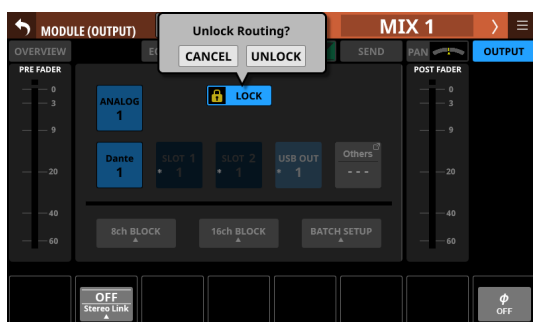 MODULE (OUTPUT)
Unlock Routing?
CANCEL
UNLOCK
MIX 1
OVERVIEW
SEND
PAN
OUTPUT
PRE FADER
0
3
9
20
40
60
ANALOG
1
LOCK
Dante
1
SLOT 1
* 1
SLOT 2
* 1
USB OUT
* 1
Others
---
8ch BLOCK
16ch BLOCK
BATCH SETUP
POST FADER
0
3
9
20
40
60
OFF
Stereo Link
φ
OFF